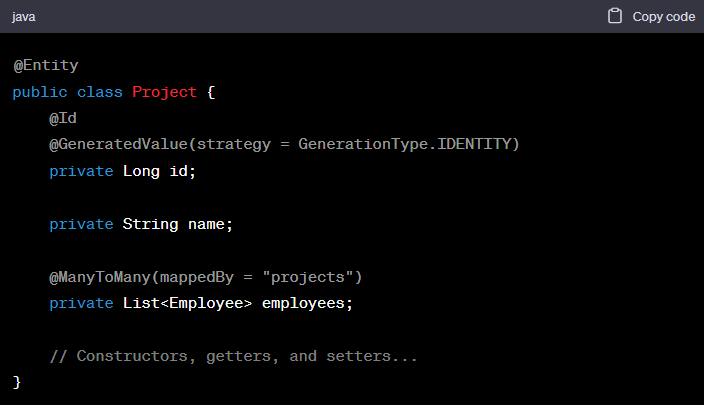 java
Copy code
@Entity
public class Project {
    @Id
    @GeneratedValue(strategy = GenerationType.IDENTITY)
    private Long id;
    private String name;
    @ManyToMany(mappedBy = "projects")
    private List<Employee> employees;
    // Constructors, getters, and setters...
}